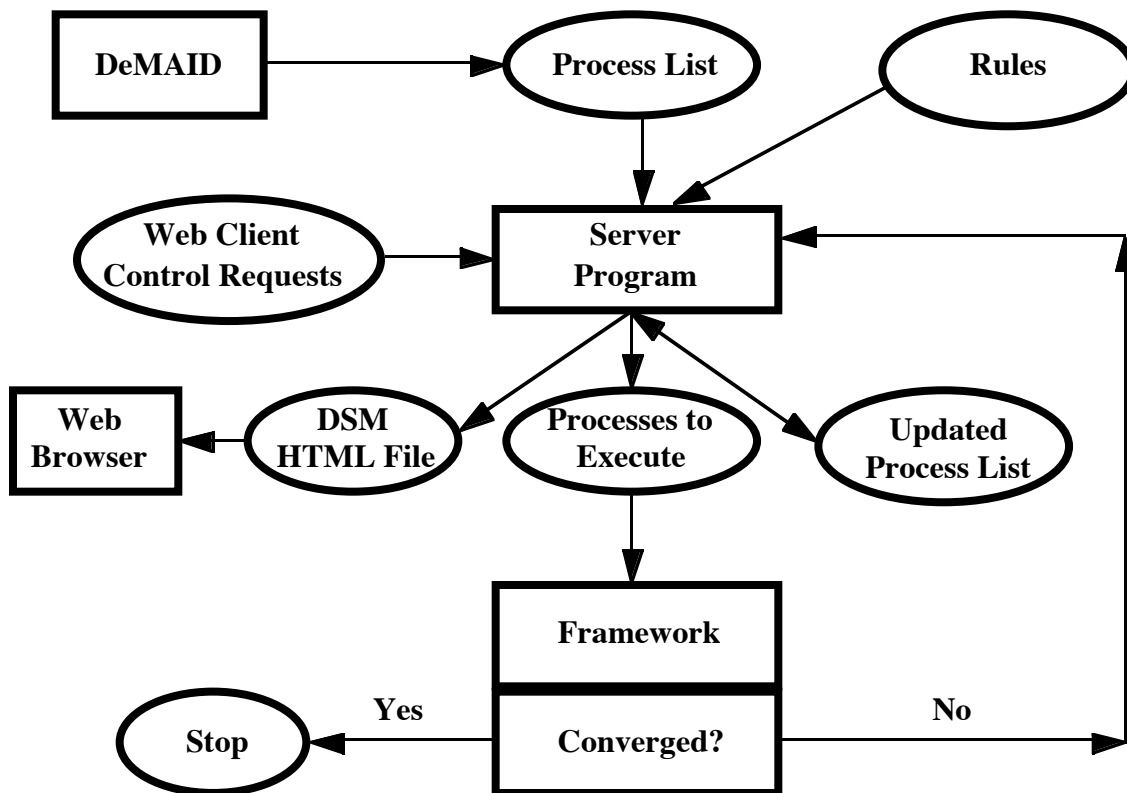 DeMAID
Process List
Rules
Web Client
Control Requests
Server
Program
Web
Browser
DSM
HTML File
Processes to
Execute
Updated
Process List
Framework
Yes
No
Stop
Converged?